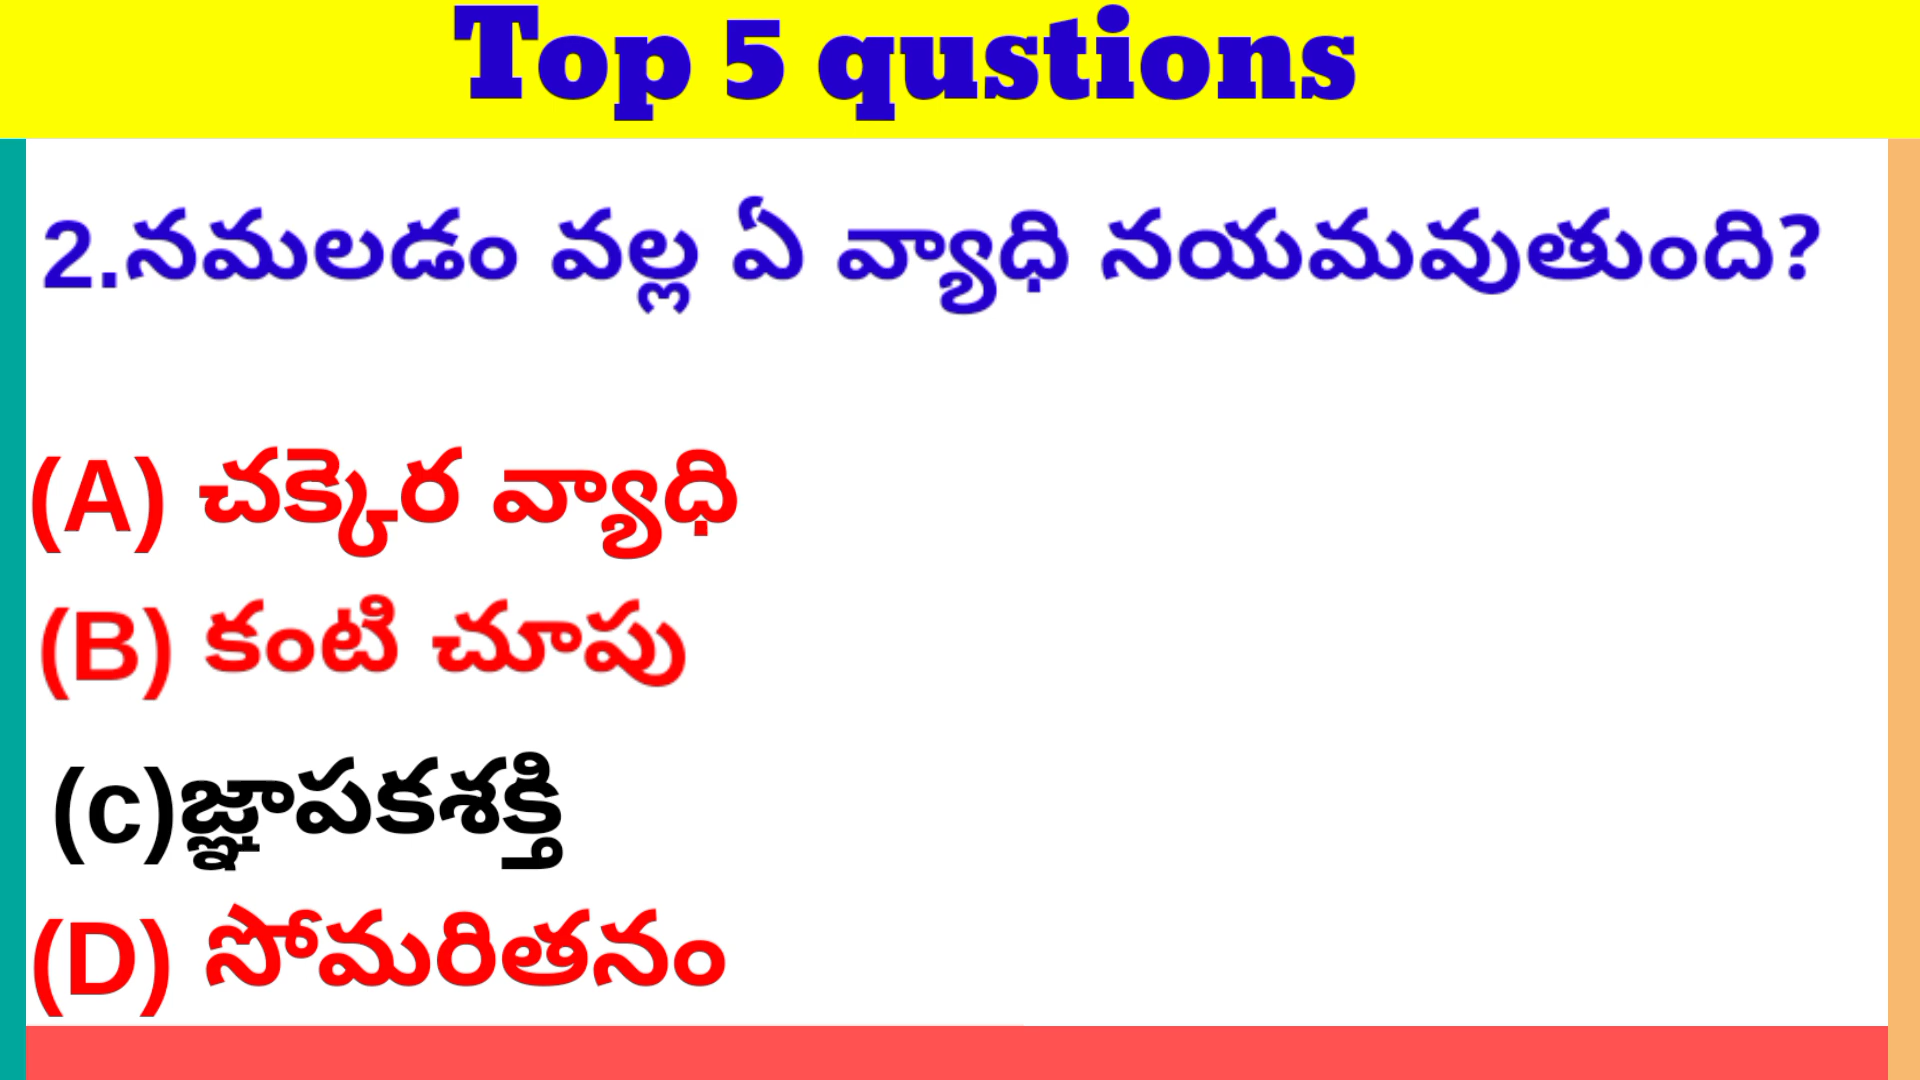 Top 5 qustions
2.నమలడం వల్ల ఏ వ్యాధి నయమవుతుంది?
(A) చక్కెర వ్యాధి
(B) కంటి చూపు
(c)జ్ఞాపకశక్తి
(D) సోమరితనం